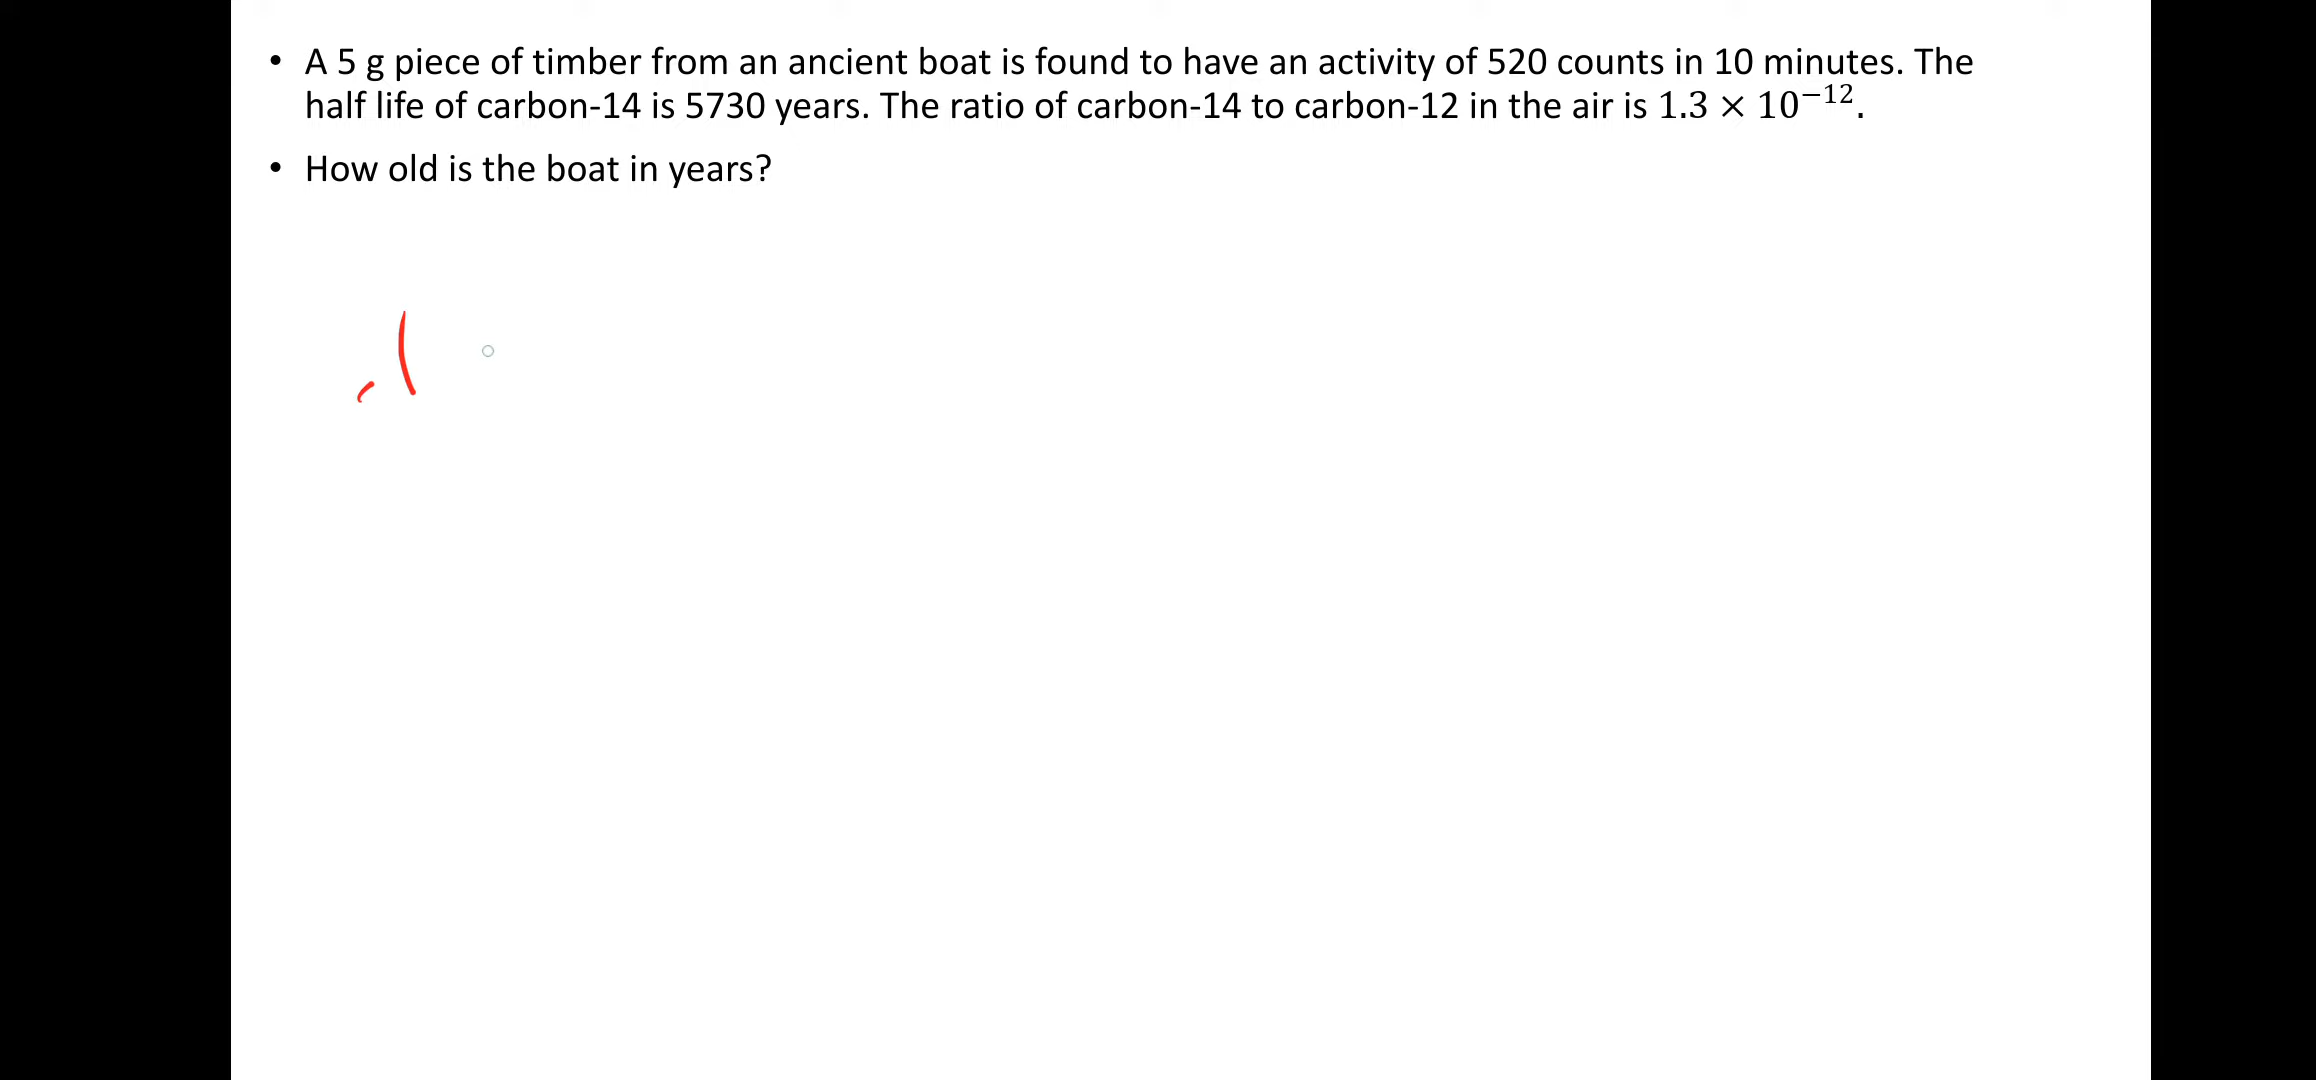 • A 5 g piece of timber from an ancient boat is found to have an activity of 520 counts in 10 minutes. The
half life of carbon-14 is 5730 years. The ratio of carbon-14 to carbon-12 in the air is 1.3 × 10⁻¹².
• How old is the boat in years?